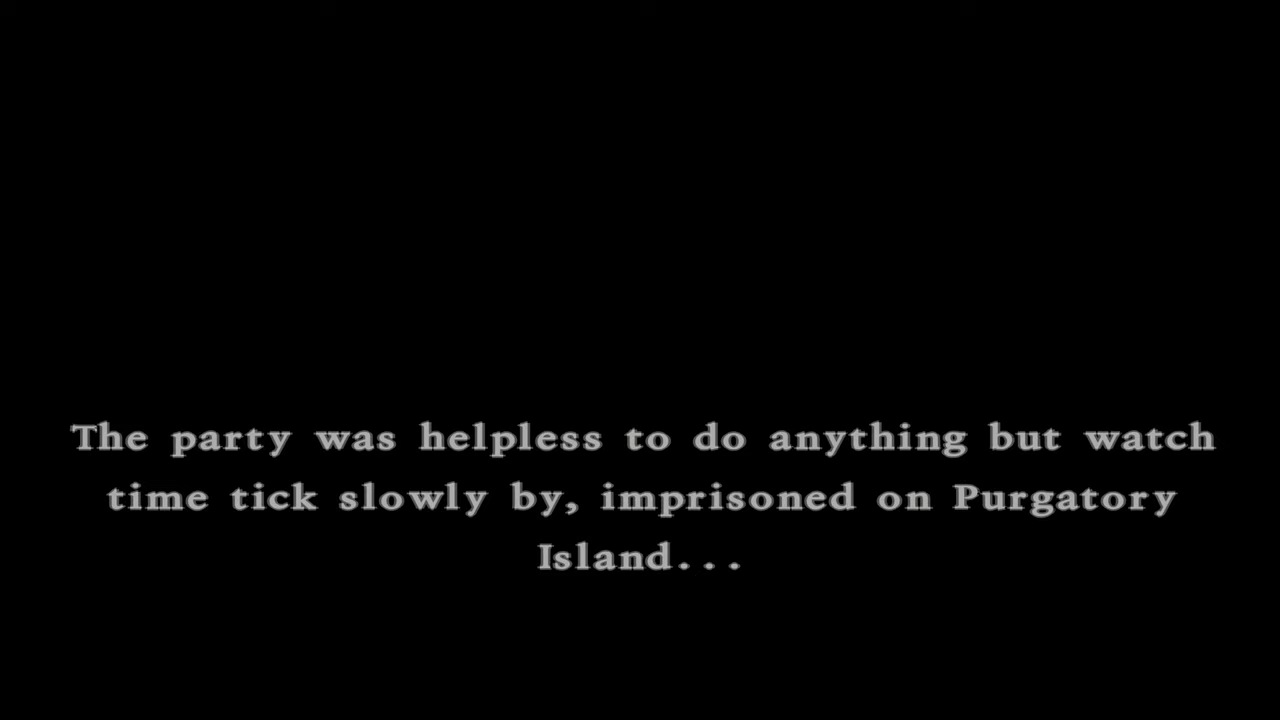 The party was helpless to do anything but watch
time tick slowly by, imprisoned on Purgatory
Island...